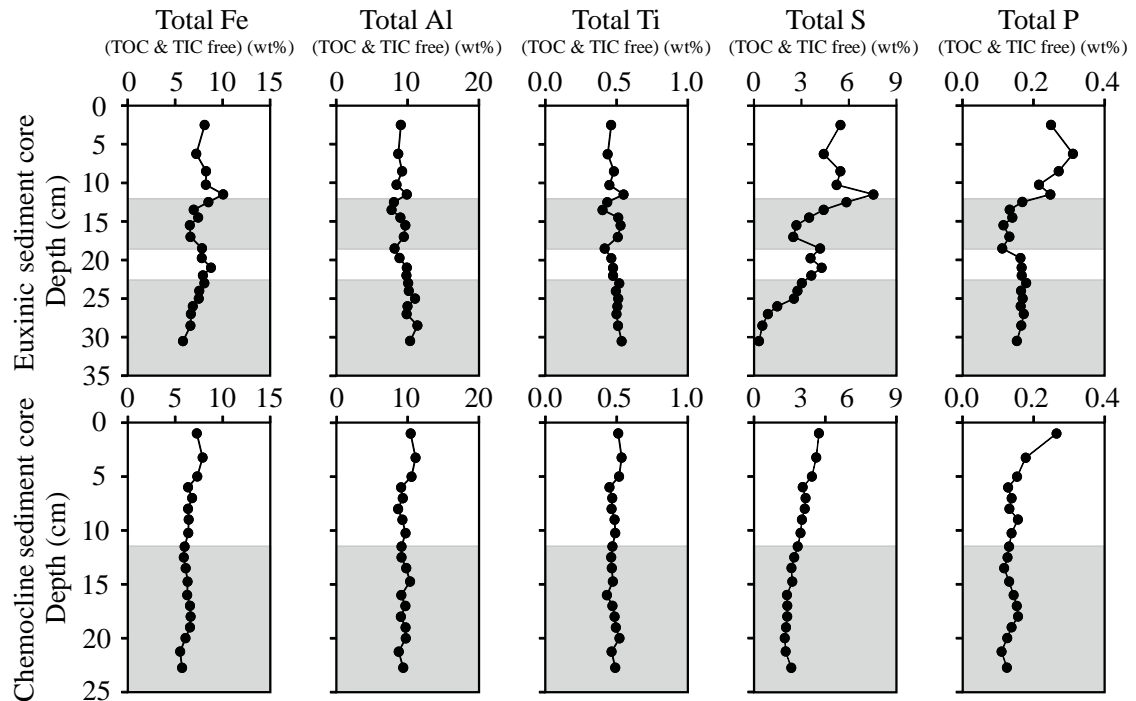 Total Fe Total Al Total Ti Total S Total P
(TOC & TIC free) (wt%) (TOC & TIC free) (wt%) (TOC & TIC free) (wt%) (TOC & TIC free) (wt%) (TOC & TIC free) (wt%)
0 5 10 15 0 10 20 0.0 0.5 1.0 0 3 6 9 0.0 0.2 0.4
Euxinic sediment core
Depth (cm)
0
5
10
15
20
25
30
35
0 5 10 15 0 10 20 0.0 0.5 1.0 0 3 6 9 0.0 0.2 0.4
Chemocline sediment core
Depth (cm)
0
5
10
15
20
25